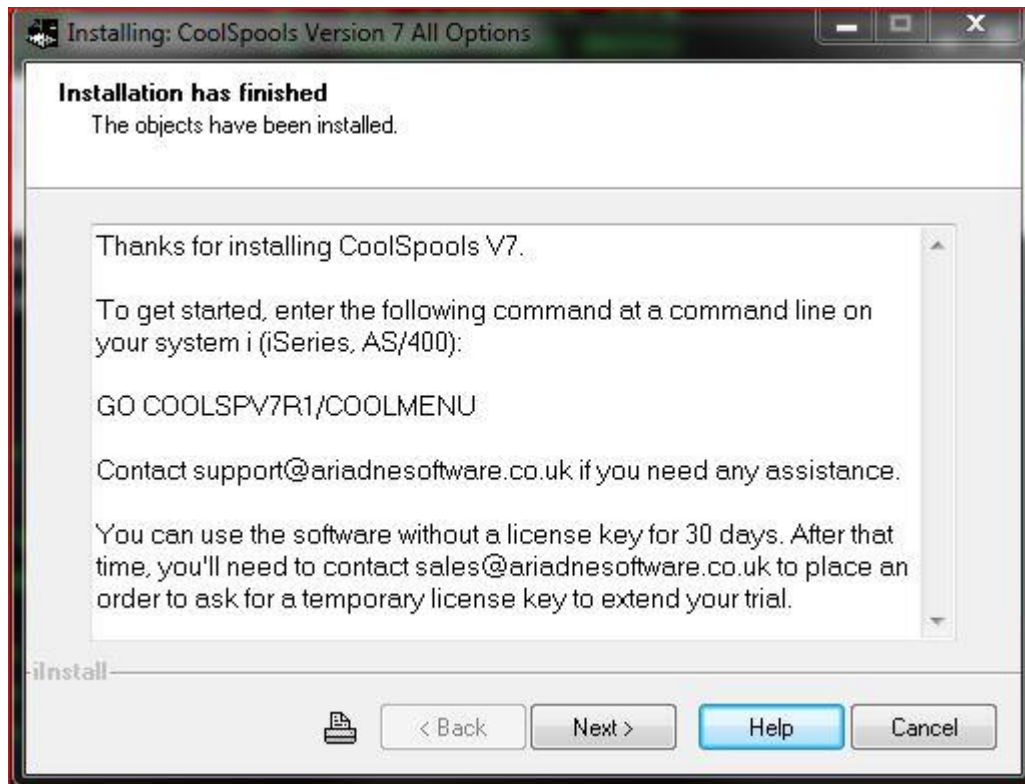 Installing: CoolSpools Version 7 All Options
Installation has finished
The objects have been installed.
Thanks for installing CoolSpools V7.
To get started, enter the following command at a command line on
your system i (iSeries, AS/400):
GO COOLSPV7R1/COOLMENU
Contact support@ariadnesoftware.co.uk if you need any assistance.
You can use the software without a license key for 30 days. After that
time, you'll need to contact sales@ariadnesoftware.co.uk to place an
order to ask for a temporary license key to extend your trial.
iInstall
< Back Next > Help Cancel